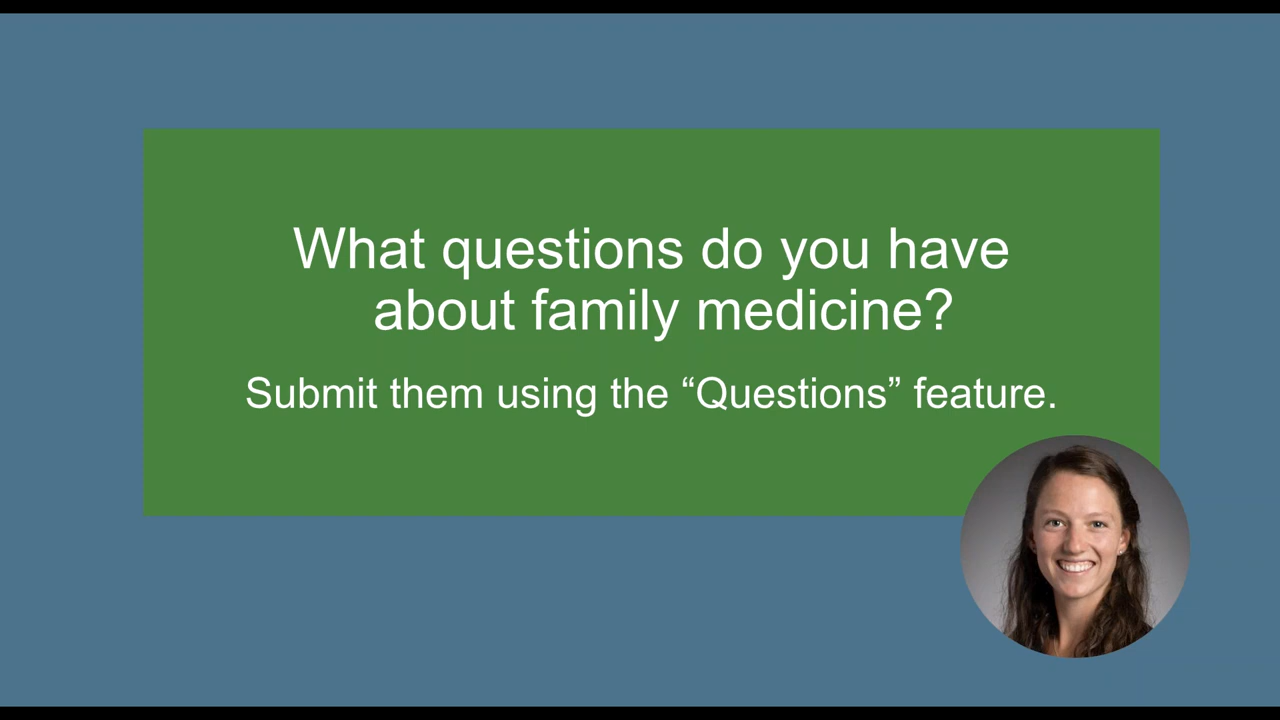 What questions do you have
about family medicine?
Submit them using the “Questions” feature.